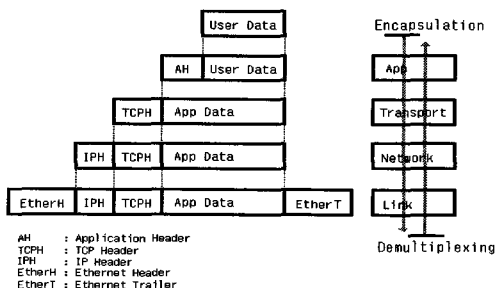 User Data
Encapsulation
AH User Data
App
TCPH App Data
Transport
IPH TCPH App Data
Network
EtherH IPH TCPH App Data EtherT
Link
Demultiplexing
AH : Application Header
TCPH : TCP Header
IPH : IP Header
EtherH : Ethernet Header
EtherT : Ethernet Trailer